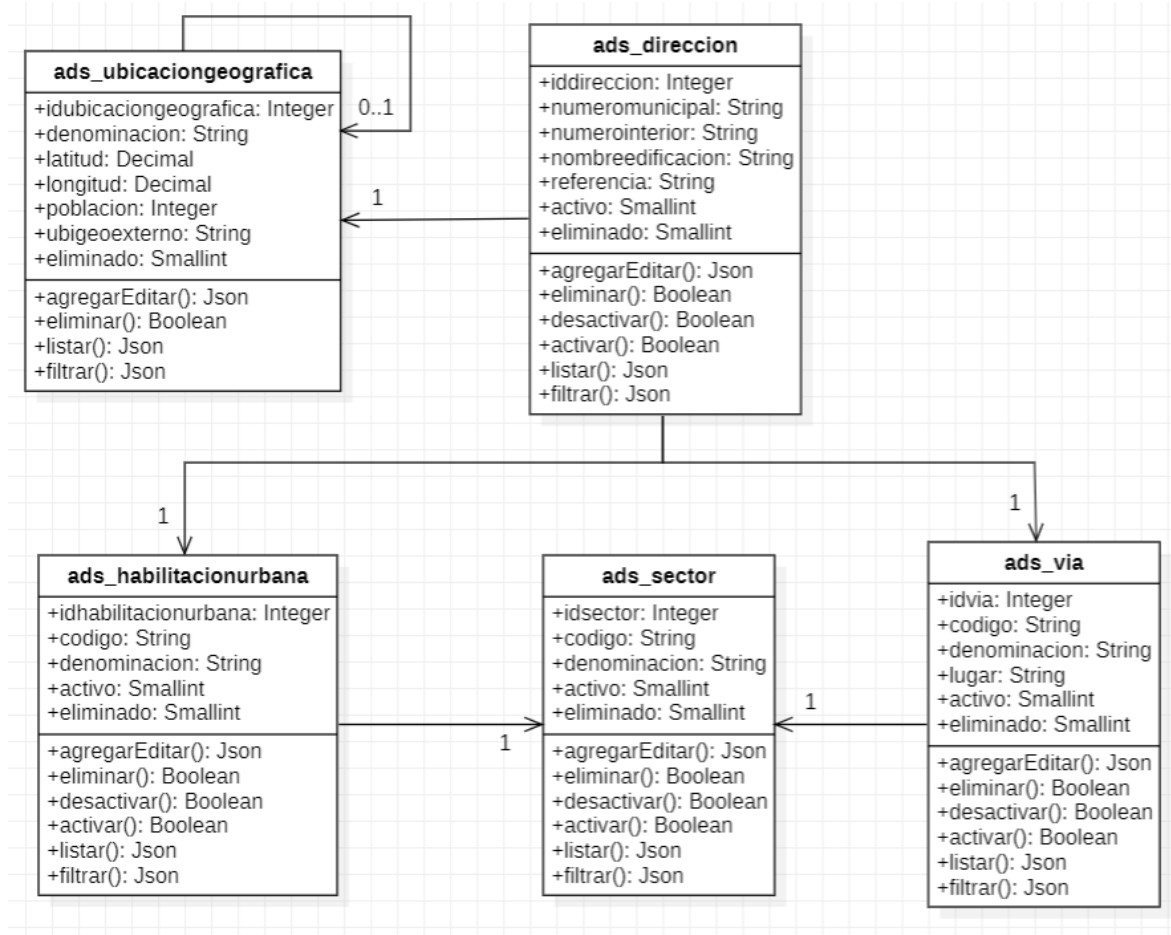 ads_ubicaciongeografica
+idubicaciongeografica: Integer
+denominacion: String
+latitud: Decimal
+longitud: Decimal
+poblacion: Integer
+ubigeoexterno: String
+eliminado: Smallint
+agregarEditar(): Json
+eliminar(): Boolean
+listar(): Json
+filtrar(): Json
0..1
1
ads_direccion
+iddireccion: Integer
+numeromunicipal: String
+numerointerior: String
+nombreedificacion: String
+referencia: String
+activo: Smallint
+eliminado: Smallint
+agregarEditar(): Json
+eliminar(): Boolean
+desactivar(): Boolean
+activar(): Boolean
+listar(): Json
+filtrar(): Json
1
1
ads_habilitacionurbana
+idhabilitacionurbana: Integer
+codigo: String
+denominacion: String
+activo: Smallint
+eliminado: Smallint
+agregarEditar(): Json
+eliminar(): Boolean
+desactivar(): Boolean
+activar(): Boolean
+listar(): Json
+filtrar(): Json
1
ads_sector
+idsector: Integer
+codigo: String
+denominacion: String
+activo: Smallint
+eliminado: Smallint
+agregarEditar(): Json
+eliminar(): Boolean
+desactivar(): Boolean
+activar(): Boolean
+listar(): Json
+filtrar(): Json
1
ads_via
+idvia: Integer
+codigo: String
+denominacion: String
+lugar: String
+activo: Smallint
+eliminado: Smallint
+agregarEditar(): Json
+eliminar(): Boolean
+desactivar(): Boolean
+activar(): Boolean
+listar(): Json
+filtrar(): Json